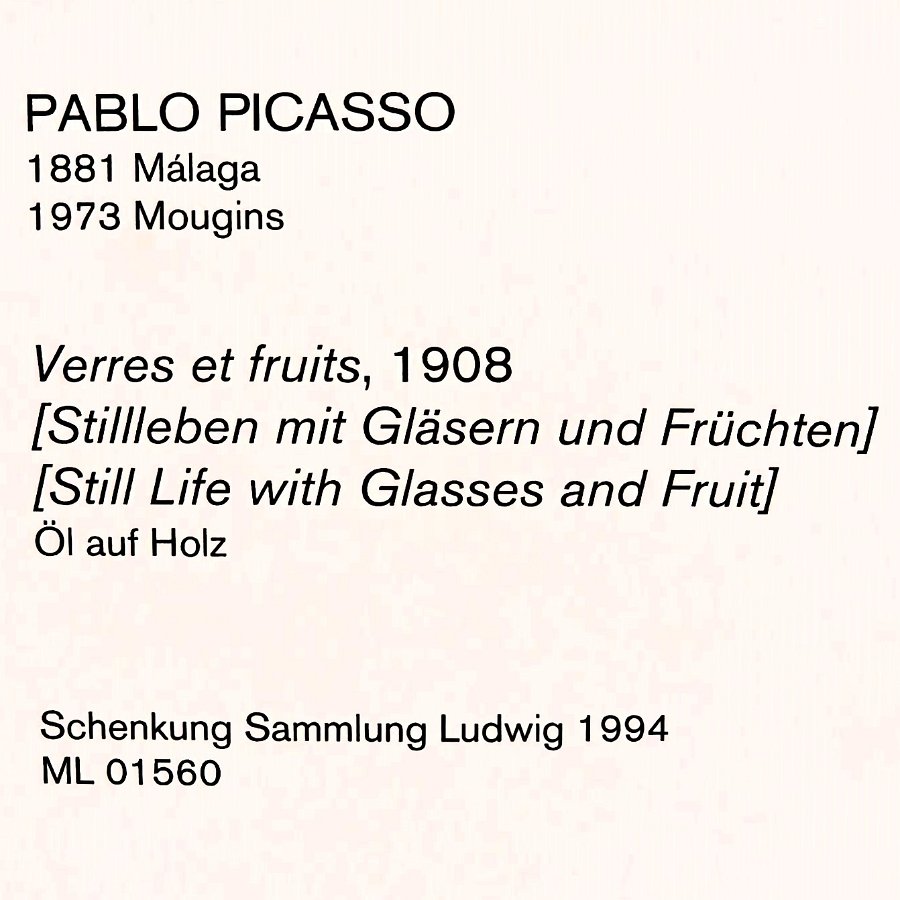 PABLO PICASSO
1881 Málaga
1973 Mougins
Verres et fruits, 1908
[Stillleben mit Gläsern und Früchten]
[Still Life with Glasses and Fruit]
Öl auf Holz
Schenkung Sammlung Ludwig 1994
ML 01560